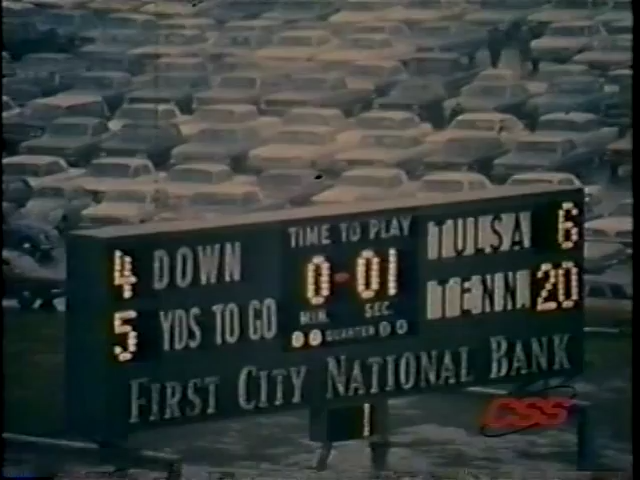 4 DOWN
TIME TO PLAY
TULSA 6
0-01
MIN. SEC.
TENN 20
5 YDS TO GO
QUARTER
FIRST CITY NATIONAL BANK
1
CSS